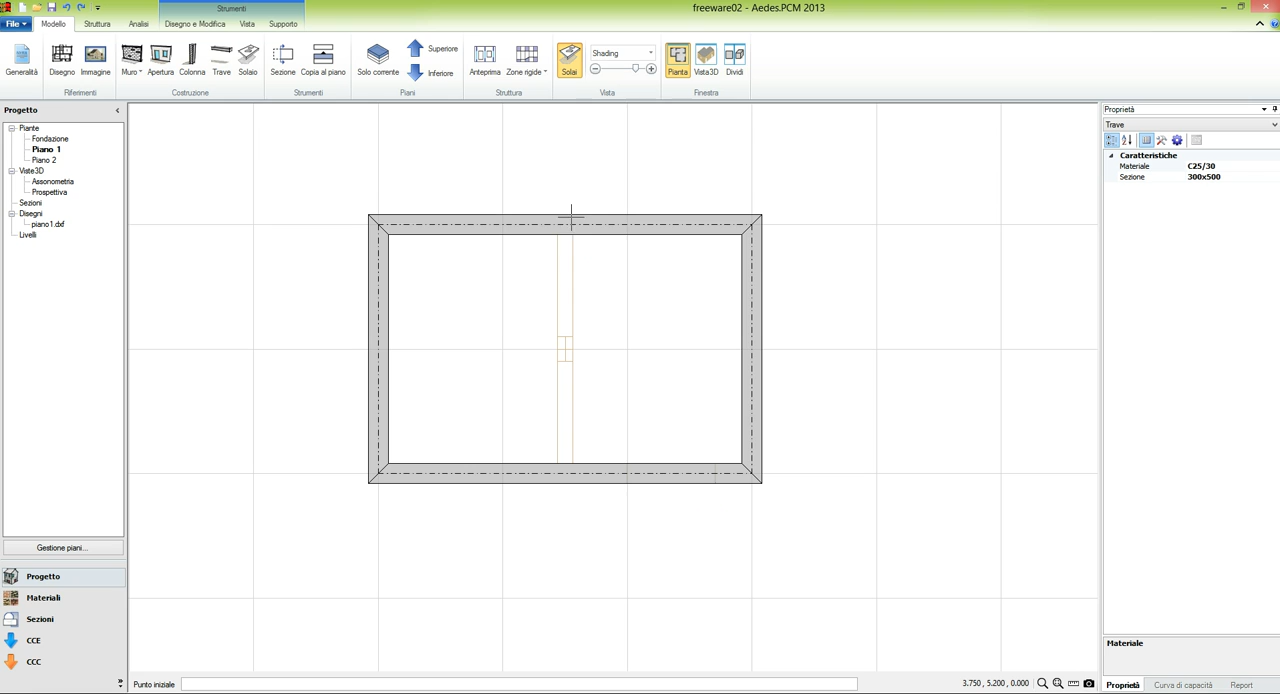 Strumenti
freeware02 - Aedes.PCM 2013
File
Modello
Struttura
Analisi
Disegno e Modifica
Vista
Supporto
Generalità
Disegno
Immagine
Muro
Apertura
Colonna
Trave
Solaio
Sezione
Copia al piano
Solo corrente
Superiore
Inferiore
Anteprima
Zone rigide
Solai
Shading
Pianta
Vista3D
Dividi
Riferimenti
Costruzione
Strumenti
Piani
Struttura
Vista
Finestra
Progetto
Piante
Fondazione
Piano 1
Piano 2
Viste3D
Assonometria
Prospettiva
Sezioni
Disegni
piano1.dxf
Livelli
Gestione piani...
Progetto
Materiali
Sezioni
CCE
CCC
Punto iniziale
3.750 , 5.200 , 0.000
Proprietà
Trave
Caratteristiche
Materiale C25/30
Sezione 300x500
Materiale
Proprietà
Curva di capacità
Report